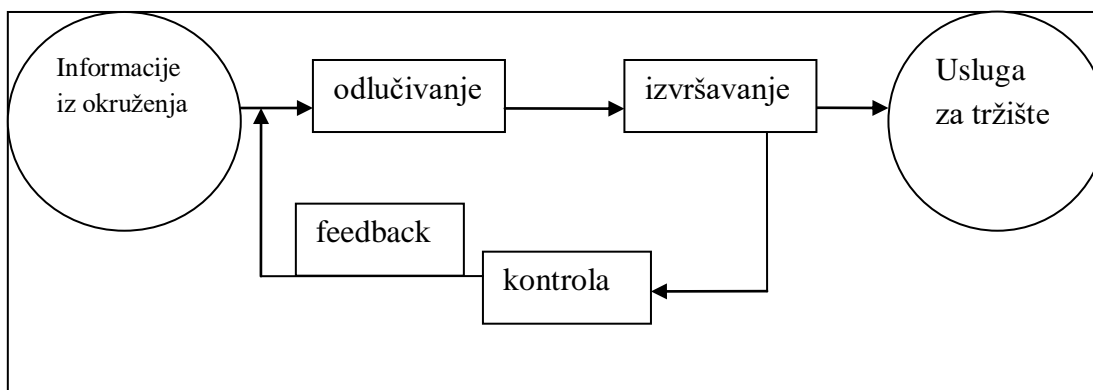 Informacije
iz okruženja
odlučivanje
izvršavanje
Usluga
za tržište
feedback
kontrola